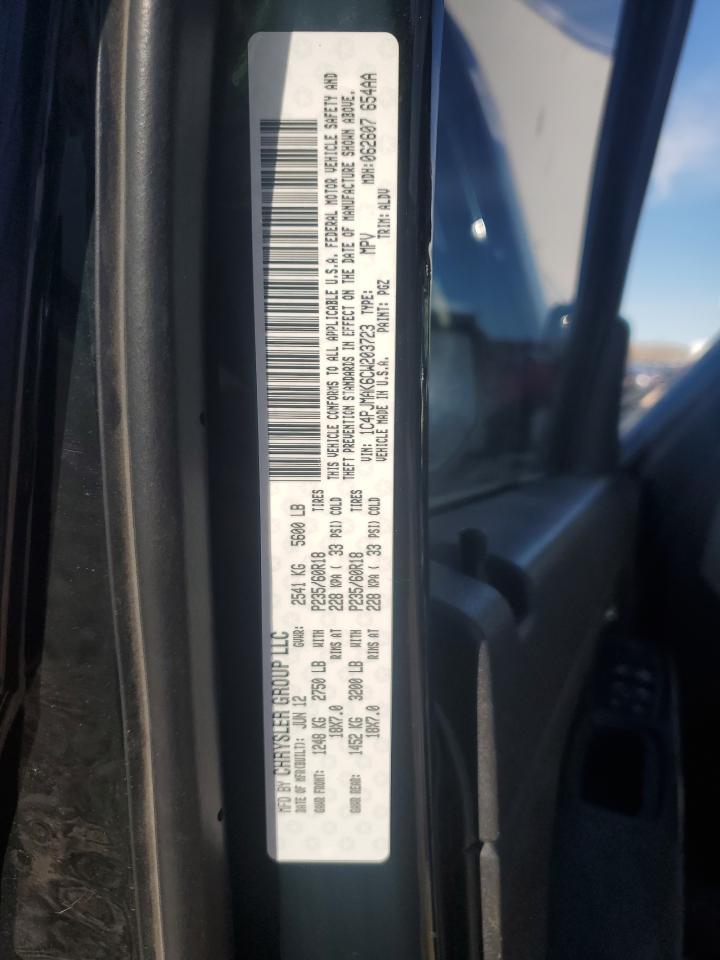 MFD BY CHRYSLER GROUP LLC
DATE OF MFR(BUILT): JUN 12 GVWR: 2541 KG 5600 LB
GAWR FRONT: 1248 KG 2750 LB WITH P235/60R18 TIRES
18X7.0 RIMS AT 228 KPA ( 33 PSI) COLD
GAWR REAR: 1452 KG 3200 LB WITH P235/60R18 TIRES
18X7.0 RIMS AT 228 KPA ( 33 PSI) COLD
THIS VEHICLE CONFORMS TO ALL APPLICABLE U.S.A. FEDERAL MOTOR VEHICLE SAFETY AND
THEFT PREVENTION STANDARDS IN EFFECT ON THE DATE OF MANUFACTURE SHOWN ABOVE.
VIN: 1C4PJMAK6CW203723 TYPE: MPV MDH:062607 654AA
VEHICLE MADE IN U.S.A. PAINT: PGZ TRIM:ALDV